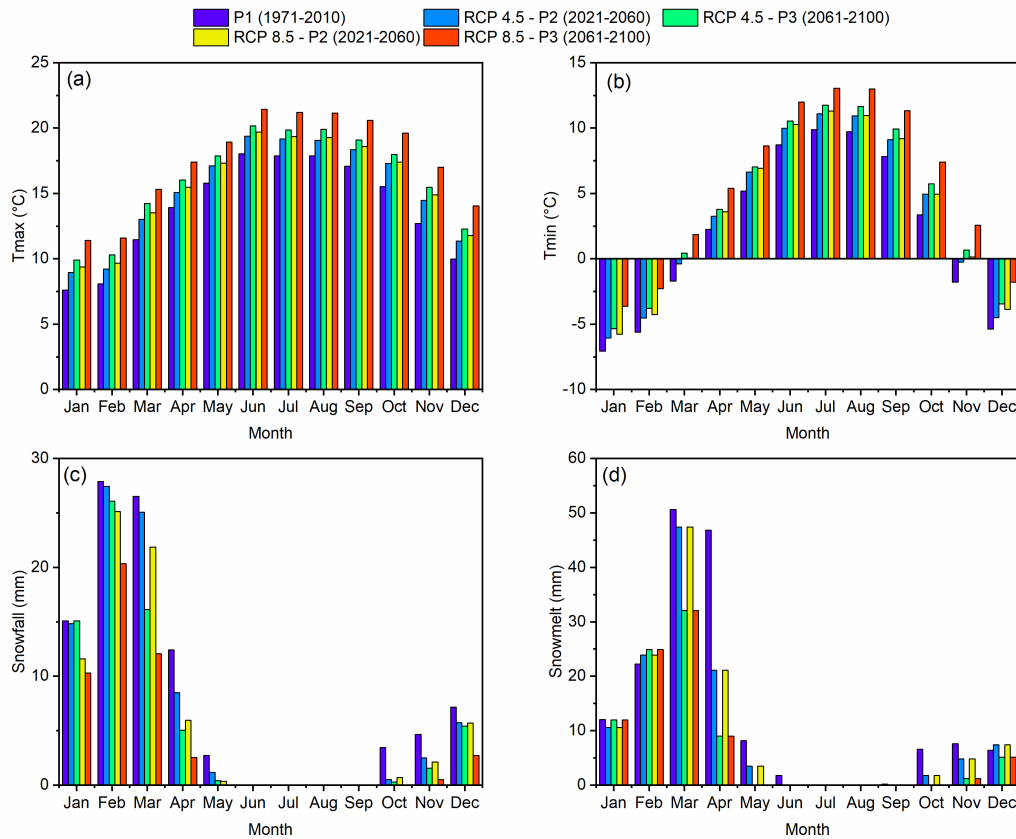 P1 (1971-2010) RCP 4.5 - P2 (2021-2060) RCP 4.5 - P3 (2061-2100)
RCP 8.5 - P2 (2021-2060) RCP 8.5 - P3 (2061-2100)
(a)
Tmax (°C)
25
20
15
10
5
0
Jan Feb Mar Apr May Jun Jul Aug Sep Oct Nov Dec
Month
(b)
Tmin (°C)
15
10
5
0
-5
-10
Jan Feb Mar Apr May Jun Jul Aug Sep Oct Nov Dec
Month
(c)
Snowfall (mm)
30
20
10
0
Jan Feb Mar Apr May Jun Jul Aug Sep Oct Nov Dec
Month
(d)
Snowmelt (mm)
60
50
40
30
20
10
0
Jan Feb Mar Apr May Jun Jul Aug Sep Oct Nov Dec
Month